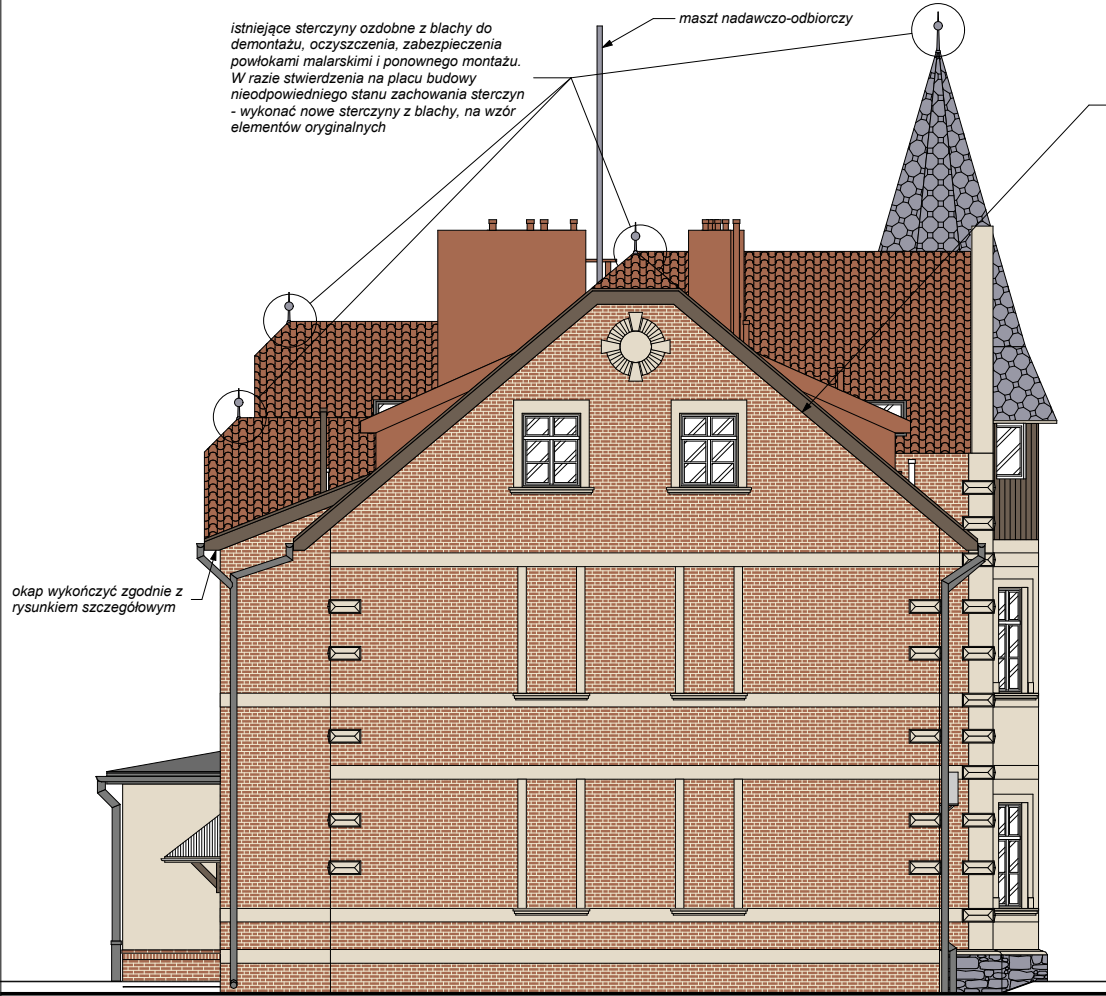 istniejące sterczyny ozdobne z blachy do
demontażu, oczyszczenia, zabezpieczenia
powłokami malarskimi i ponownego montażu.
W razie stwierdzenia na placu budowy
nieodpowiedniego stanu zachowania sterczyn
- wykonać nowe sterczyny z blachy, na wzór
elementów oryginalnych
maszt nadawczo-odbiorczy
okap wykończyć zgodnie z
rysunkiem szczegółowym